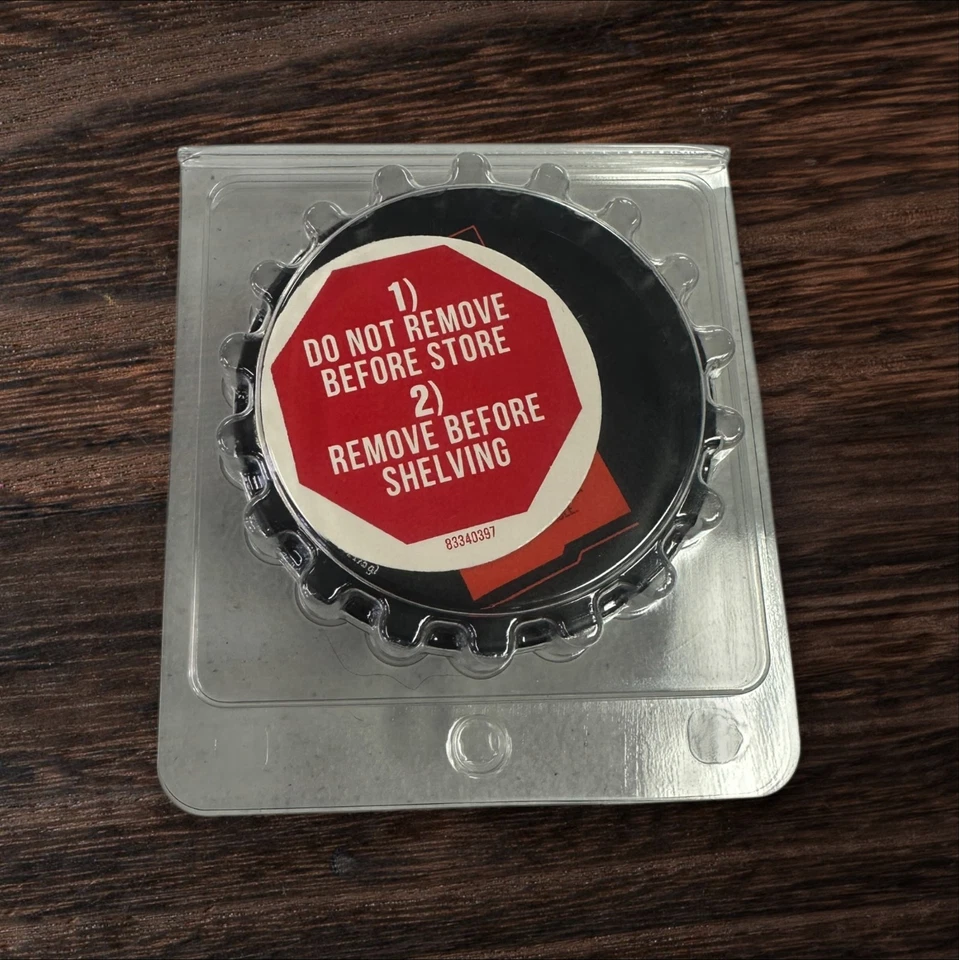 1)
DO NOT REMOVE
BEFORE STORE
2)
REMOVE BEFORE
SHELVING
83340397